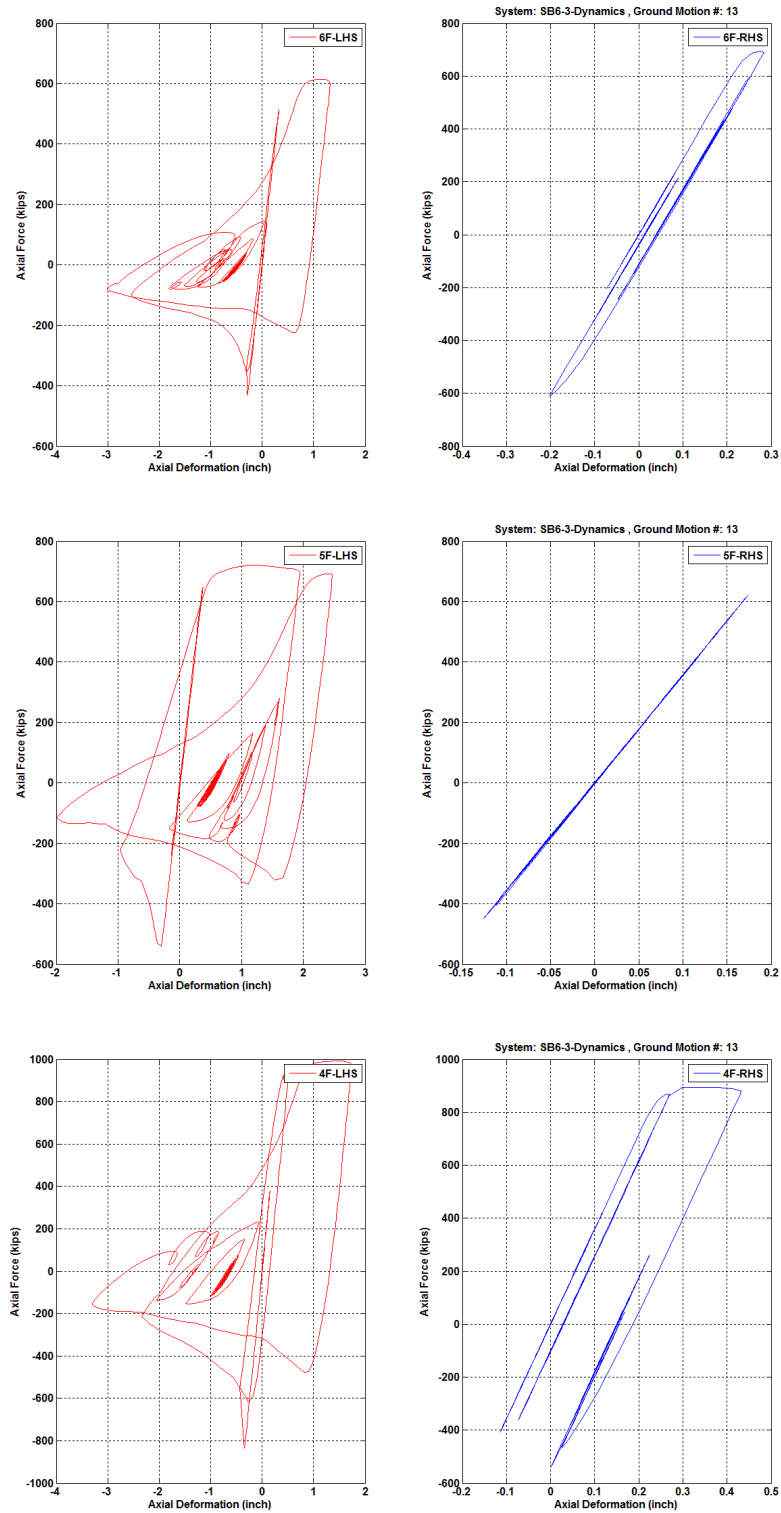 System: SB6-3-Dynamics , Ground Motion #: 13
800
6F-LHS
600
400
200
0
-200
-400
-600
Axial Force (kips)
-4 -3 -2 -1 0 1 2
Axial Deformation (inch)
800
6F-RHS
600
400
200
0
-200
-400
-600
-800
Axial Force (kips)
-0.4 -0.3 -0.2 -0.1 0 0.1 0.2 0.3
Axial Deformation (inch)
System: SB6-3-Dynamics , Ground Motion #: 13
800
5F-LHS
600
400
200
0
-200
-400
-600
Axial Force (kips)
-2 -1 0 1 2 3
Axial Deformation (inch)
800
5F-RHS
600
400
200
0
-200
-400
-600
Axial Force (kips)
-0.15 -0.1 -0.05 0 0.05 0.1 0.15 0.2
Axial Deformation (inch)
System: SB6-3-Dynamics , Ground Motion #: 13
1000
4F-LHS
800
600
400
200
0
-200
-400
-600
-800
-1000
Axial Force (kips)
-4 -3 -2 -1 0 1 2
Axial Deformation (inch)
1000
4F-RHS
800
600
400
200
0
-200
-400
-600
Axial Force (kips)
-0.2 -0.1 0 0.1 0.2 0.3 0.4 0.5
Axial Deformation (inch)